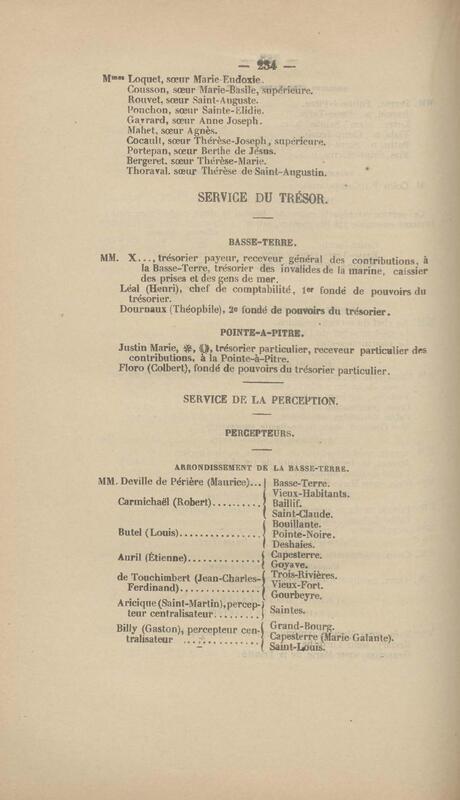 — 234 —
Mmes Loquet, sœur Marie-Eudoxie.
Cousson, sœur Marie-Basile, supérieure.
Rouvet, sœur Saint-Auguste.
Ponchon, sœur Sainte-Elidie.
Gavrard, sœur Anne Joseph.
Mahet, sœur Agnès.
Cocault, sœur Thérèse-Joseph, supérieure.
Portepan, sœur Berthe de Jésus.
Bergeret, sœur Thérèse-Marie.
Thoraval, sœur Thérèse de Saint-Augustin.
SERVICE DU TRÉSOR.
BASSE-TERRE.
MM. X..., trésorier payeur, receveur général des contributions, à
la Basse-Terre, trésorier des invalides de la marine, caissier
des prises et des gens de mer.
Léal (Henri), chef de comptabilité, 1er fondé de pouvoirs du
trésorier.
Dournaux (Théophile), 2e fondé de pouvoirs du trésorier.
POINTE-A-PITRE.
Justin Marie, ✻, trésorier particulier, receveur particulier des
contributions, à la Pointe-à-Pitre.
Floro (Colbert), fondé de pouvoirs du trésorier particulier.
SERVICE DE LA PERCEPTION.
PERCEPTEURS.
ARRONDISSEMENT DE LA BASSE-TERRE.
MM. Deville de Périère (Maurice)... Basse-Terre.
Vieux-Habitants.
Carmichaël (Robert).......... Baillif.
Saint-Claude.
Bouillante.
Butel (Louis)................ Pointe-Noire.
Deshaies.
Auril (Étienne).............. Capesterre.
Goyave.
de Touchimbert (Jean-Charles- Trois-Rivières.
Ferdinand).............. Vieux-Fort.
Gourbeyre.
Aricique (Saint-Martin), percep-
teur centralisateur........ Saintes.
Billy (Gaston), percepteur cen- Grand-Bourg.
tralisateur .............. Capesterre (Marie Galante).
Saint-Louis.